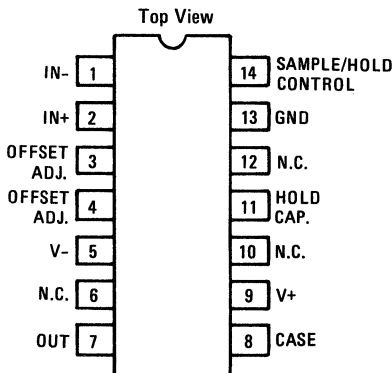 Top View
IN- 1
IN+ 2
OFFSET
ADJ. 3
OFFSET
ADJ. 4
V- 5
N.C. 6
OUT 7
14 SAMPLE/HOLD
CONTROL
13 GND
12 N.C.
11 HOLD
CAP.
10 N.C.
9 V+
8 CASE